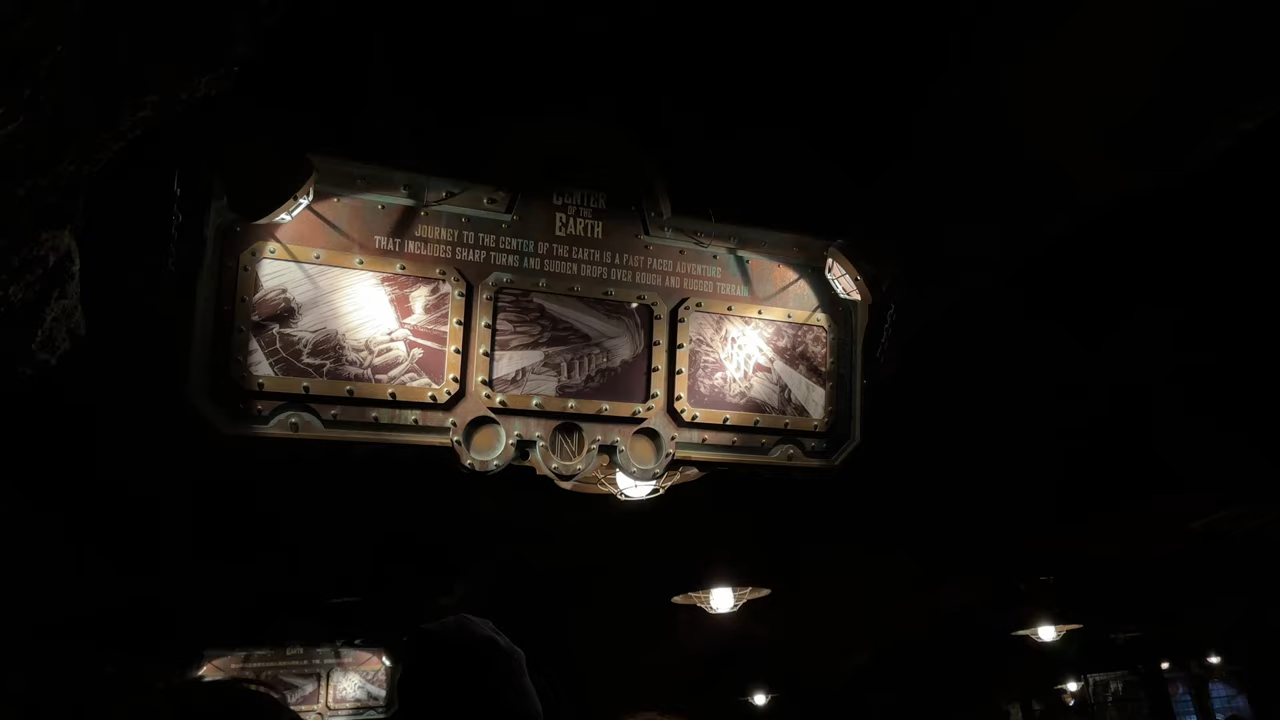 CENTER
OF THE
EARTH
JOURNEY TO THE CENTER OF THE EARTH IS A FAST PACED ADVENTURE
THAT INCLUDES SHARP TURNS AND SUDDEN DROPS OVER ROUGH AND RUGGED TERRAIN
N
EARTH